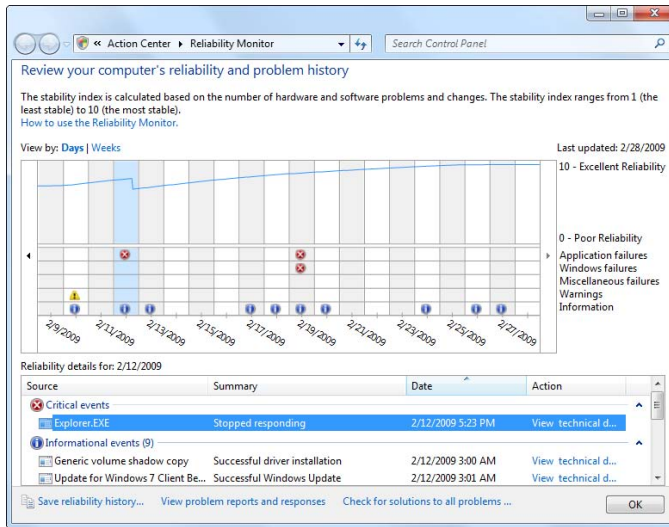 « Action Center ▸ Reliability Monitor
Search Control Panel
Review your computer's reliability and problem history
The stability index is calculated based on the number of hardware and software problems and changes. The stability index ranges from 1 (the
least stable) to 10 (the most stable).
How to use the Reliability Monitor.
View by: Days | Weeks
Last updated: 2/28/2009
10 - Excellent Reliability
0 - Poor Reliability
Application failures
Windows failures
Miscellaneous failures
Warnings
Information
2/9/2009 2/11/2009 2/13/2009 2/15/2009 2/17/2009 2/19/2009 2/21/2009 2/23/2009 2/25/2009 2/27/2009
Reliability details for: 2/12/2009
Source Summary Date Action
Critical events
Explorer.EXE Stopped responding 2/12/2009 5:23 PM View technical d...
Informational events (9)
Generic volume shadow copy Successful driver installation 2/12/2009 3:00 AM View technical d...
Update for Windows 7 Client Be... Successful Windows Update 2/12/2009 3:01 AM View technical d...
Save reliability history... View problem reports and responses Check for solutions to all problems ...
OK